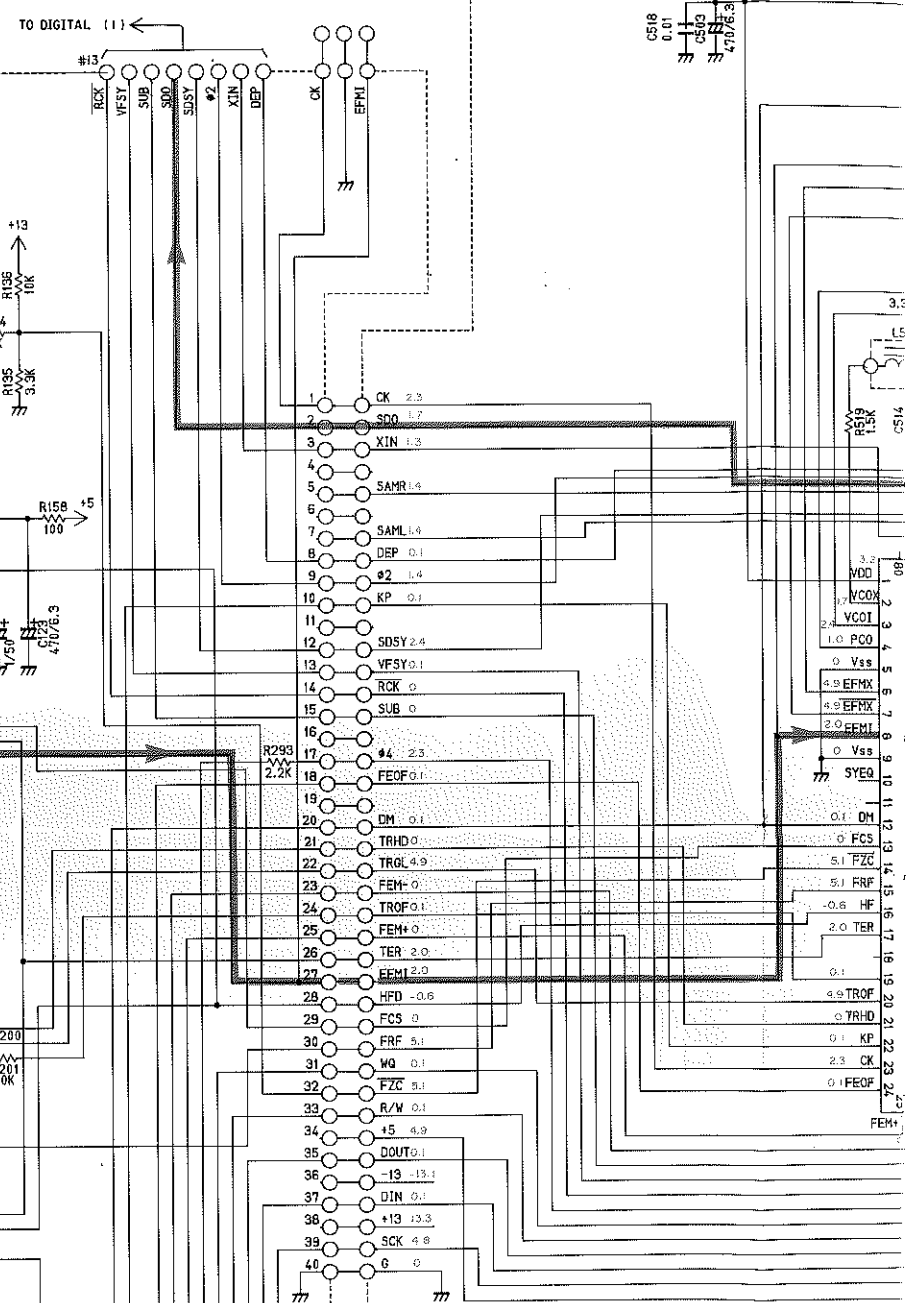 TO DIGITAL (1)
#13
RCK
VFSY
SUB
SDO
SDSY
ø2
XIN
DEP
CK
EFMI
C518
0.01
C503
470/6.3
+13
R136
10K
R135
3.3K
R158
100
+5
C123
470/6.3
1/50
R519
1.5K
1 CK 2.3
2 SDO 1.7
3 XIN 1.3
4
5 SAMR 1.4
6
7 SAML 1.4
8 DEP 0.1
9 ø2 1.4
10 KP 0.1
11
12 SDSY 2.4
13 VFSY 0.1
14 RCK 0
15 SUB 0
16
R293
2.2K
17 ø4 2.3
18 FEOF 0.1
19
20 DM 0.1
21 TRHD 0
22 TRGL 4.9
23 FEM- 0
24 TROF 0.1
25 FEM+ 0
26 TER 2.0
27 EFMI 2.0
28 HFD -0.6
29 FCS 0
30 FRF 5.1
31 WQ 0.1
32 FZC 5.1
33 R/W 0.1
34 +5 4.9
35 DOUT 0.1
36 -13 -13.1
37 DIN 0.1
38 +13 13.3
39 SCK 4.8
40 G 0
80
VDD 1
VCOX 2
VCOI 3
1.0 PCO 4
0 Vss 5
4.9 EFMX 6
4.9 EFMX 7
2.0 EFMI 8
0 Vss 9
SYEQ 10
11
0.1 DM 12
0 FCS 13
5.1 FZC 14
5.1 FRF 15
-0.6 HF 16
2.0 TER 17
18
0.1 19
4.9 TROF 20
0 TRHD 21
0.1 KP 22
2.3 CK 23
0.1 FEOF 24
25
FEM+
200
201
0K